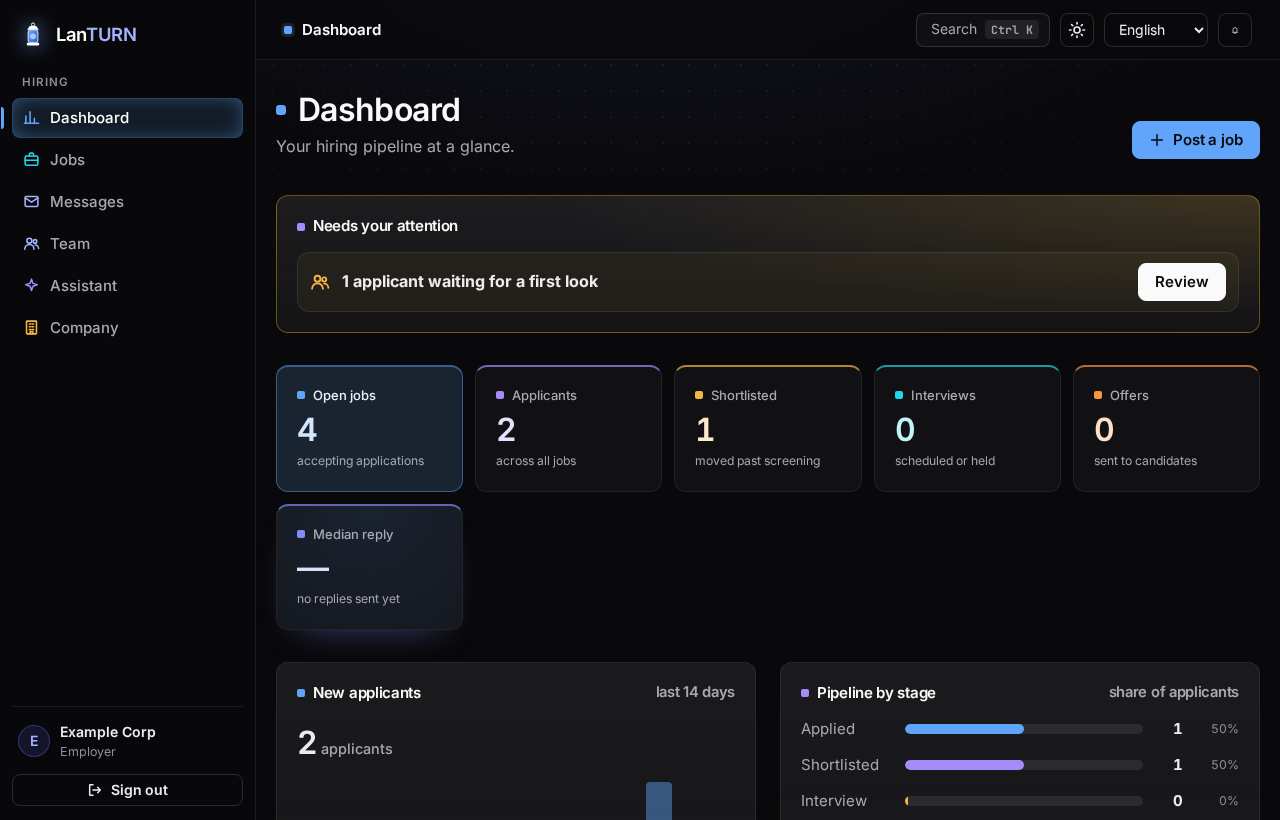 LanTURN
HIRING
Dashboard
Jobs
Messages
Team
Assistant
Company
E
Example Corp
Employer
Sign out
Dashboard
Search Ctrl K
English
Dashboard
Your hiring pipeline at a glance.
Post a job
Needs your attention
1 applicant waiting for a first look
Review
Open jobs
4
accepting applications
Applicants
2
across all jobs
Shortlisted
1
moved past screening
Interviews
0
scheduled or held
Offers
0
sent to candidates
Median reply
—
no replies sent yet
New applicants last 14 days
2 applicants
Pipeline by stage share of applicants
Applied 1 50%
Shortlisted 1 50%
Interview 0 0%